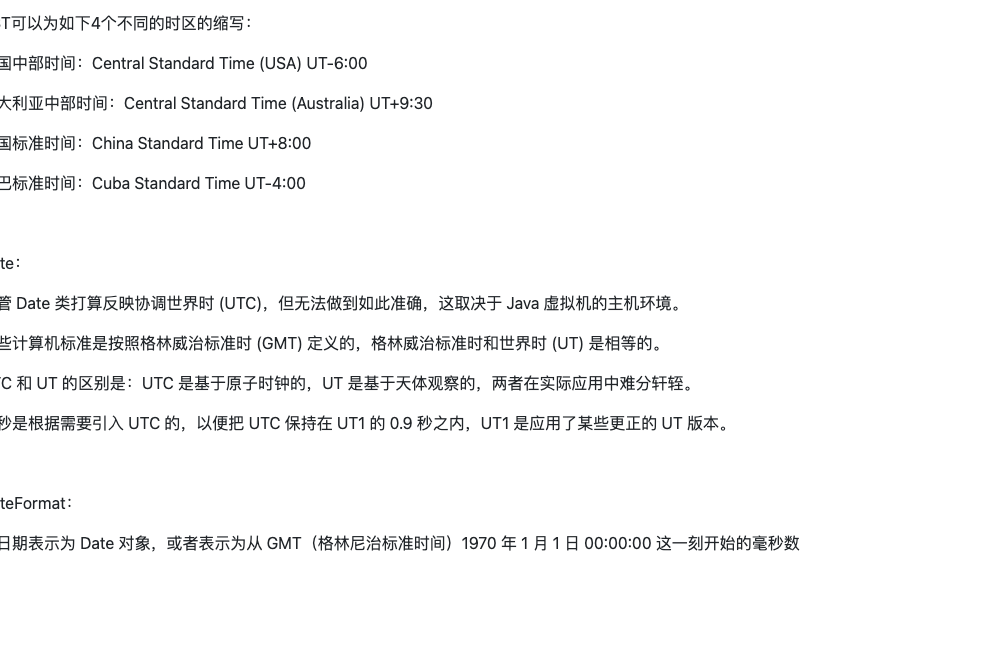 T可以为如下4个不同的时区的缩写：
国中部时间：Central Standard Time (USA) UT-6:00
大利亚中部时间：Central Standard Time (Australia) UT+9:30
国标准时间：China Standard Time UT+8:00
巴标准时间：Cuba Standard Time UT-4:00
te：
管 Date 类打算反映协调世界时 (UTC)，但无法做到如此准确，这取决于 Java 虚拟机的主机环境。
些计算机标准是按照格林威治标准时 (GMT) 定义的，格林威治标准时和世界时 (UT) 是相等的。
C 和 UT 的区别是：UTC 是基于原子时钟的，UT 是基于天体观察的，两者在实际应用中难分轩轾。
秒是根据需要引入 UTC 的，以便把 UTC 保持在 UT1 的 0.9 秒之内，UT1 是应用了某些更正的 UT 版本。
teFormat：
日期表示为 Date 对象，或者表示为从 GMT（格林尼治标准时间）1970 年 1 月 1 日 00:00:00 这一刻开始的毫秒数